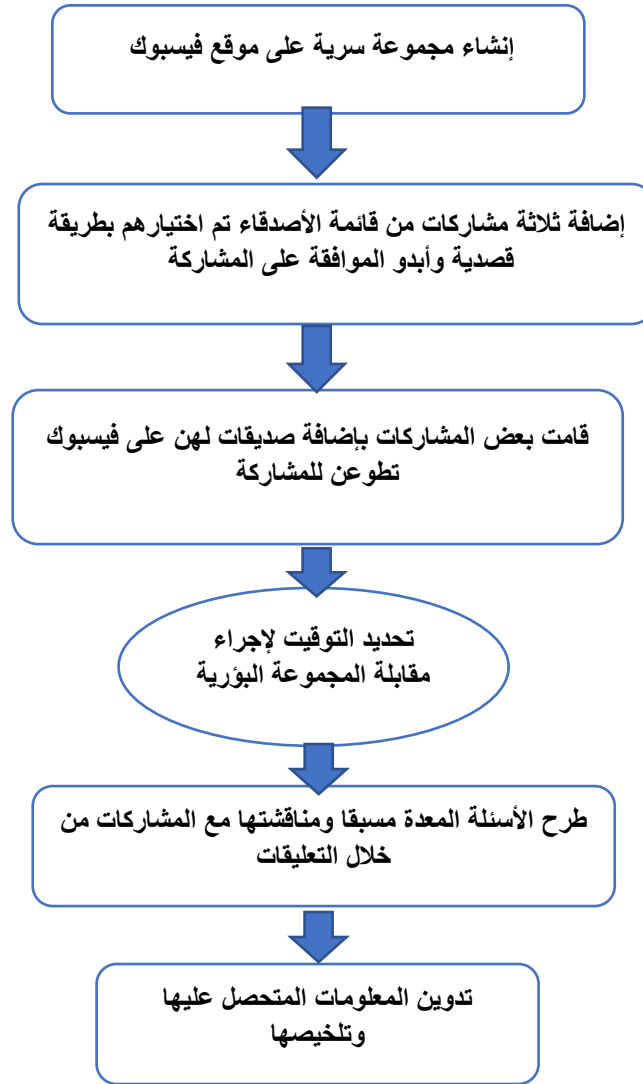 إنشاء مجموعة سرية على موقع فيسبوك
إضافة ثلاثة مشاركات من قائمة الأصدقاء تم اختيارهم بطريقة
قصدية وأبدو الموافقة على المشاركة
قامت بعض المشاركات بإضافة صديقات لهن على فيسبوك
تطوعن للمشاركة
تحديد التوقيت لإجراء
مقابلة المجموعة البؤرية
طرح الأسئلة المعدة مسبقا ومناقشتها مع المشاركات من
خلال التعليقات
تدوين المعلومات المتحصل عليها
وتلخيصها